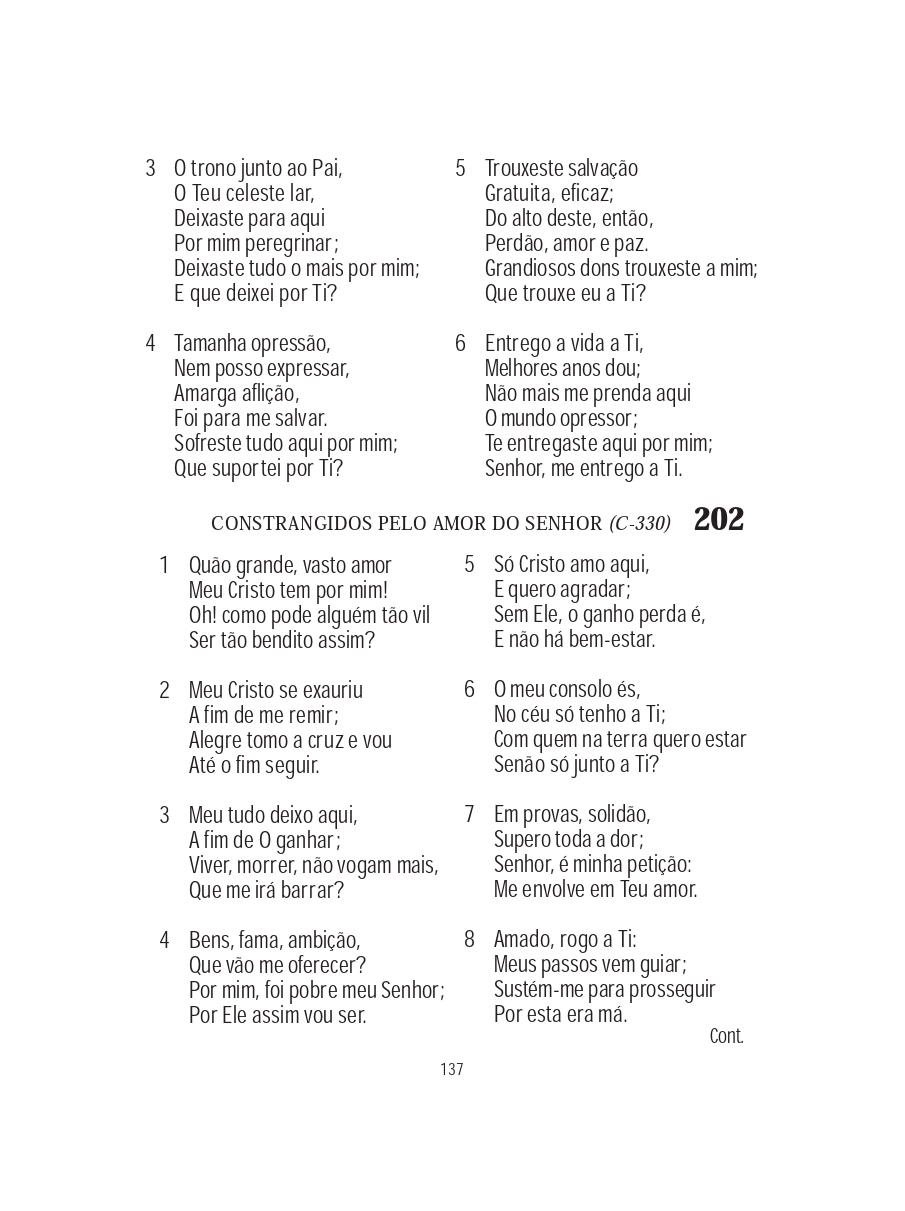 3 O trono junto ao Pai,
O Teu celeste lar,
Deixaste para aqui
Por mim peregrinar;
Deixaste tudo o mais por mim;
E que deixei por Ti?
4 Tamanha opressão,
Nem posso expressar,
Amarga aflição,
Foi para me salvar.
Sofreste tudo aqui por mim;
Que suportei por Ti?
5 Trouxeste salvação
Gratuita, eficaz;
Do alto deste, então,
Perdão, amor e paz.
Grandiosos dons trouxeste a mim;
Que trouxe eu a Ti?
6 Entrego a vida a Ti,
Melhores anos dou;
Não mais me prenda aqui
O mundo opressor;
Te entregaste aqui por mim;
Senhor, me entrego a Ti.
CONSTRANGIDOS PELO AMOR DO SENHOR (C-330) 202
1 Quão grande, vasto amor
Meu Cristo tem por mim!
Oh! como pode alguém tão vil
Ser tão bendito assim?
2 Meu Cristo se exauriu
A fim de me remir;
Alegre tomo a cruz e vou
Até o fim seguir.
3 Meu tudo deixo aqui,
A fim de O ganhar;
Viver, morrer, não vogam mais,
Que me irá barrar?
4 Bens, fama, ambição,
Que vão me oferecer?
Por mim, foi pobre meu Senhor;
Por Ele assim vou ser.
5 Só Cristo amo aqui,
E quero agradar;
Sem Ele, o ganho perda é,
E não há bem-estar.
6 O meu consolo és,
No céu só tenho a Ti;
Com quem na terra quero estar
Senão só junto a Ti?
7 Em provas, solidão,
Supero toda a dor;
Senhor, é minha petição:
Me envolve em Teu amor.
8 Amado, rogo a Ti:
Meus passos vem guiar;
Sustém-me para prosseguir
Por esta era má.
Cont.
137